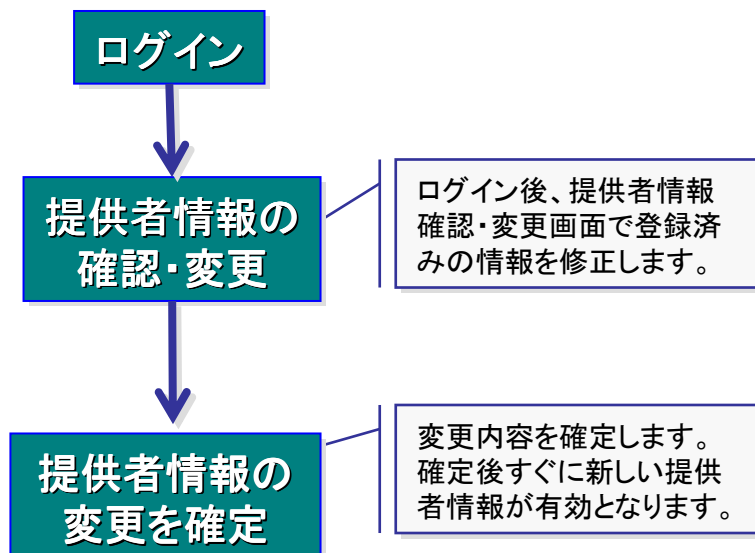 ログイン
提供者情報の
確認・変更
ログイン後、提供者情報
確認・変更画面で登録済
みの情報を修正します。
提供者情報の
変更を確定
変更内容を確定します。
確定後すぐに新しい提供
者情報が有効となります。